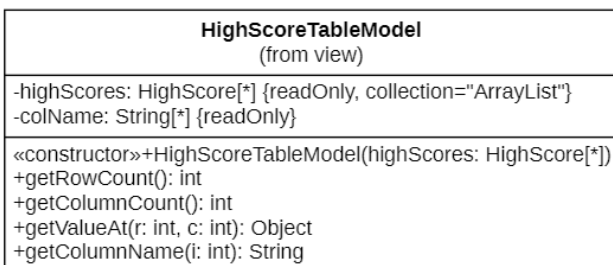 HighScoreTableModel
(from view)
-highScores: HighScore[*] {readOnly, collection="ArrayList"}
-colName: String[*] {readOnly}
«constructor»+HighScoreTableModel(highScores: HighScore[*])
+getRowCount(): int
+getColumnCount(): int
+getValueAt(r: int, c: int): Object
+getColumnName(i: int): String